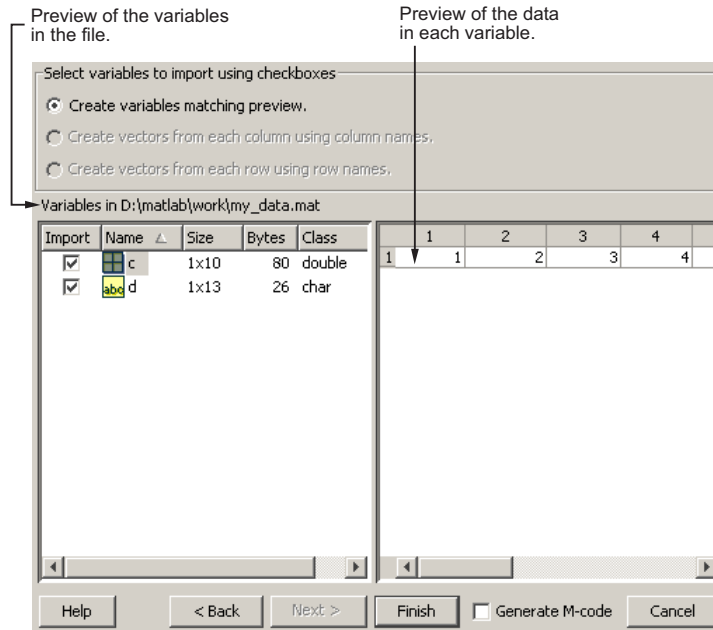 Preview of the variables
in the file.
Preview of the data
in each variable.
Select variables to import using checkboxes
Create variables matching preview.
Create vectors from each column using column names.
Create vectors from each row using row names.
Variables in D:\matlab\work\my_data.mat
Import Name Size Bytes Class
c 1x10 80 double
abc d 1x13 26 char
1 2 3 4
1 1 2 3 4
Help < Back Next > Finish Generate M-code Cancel